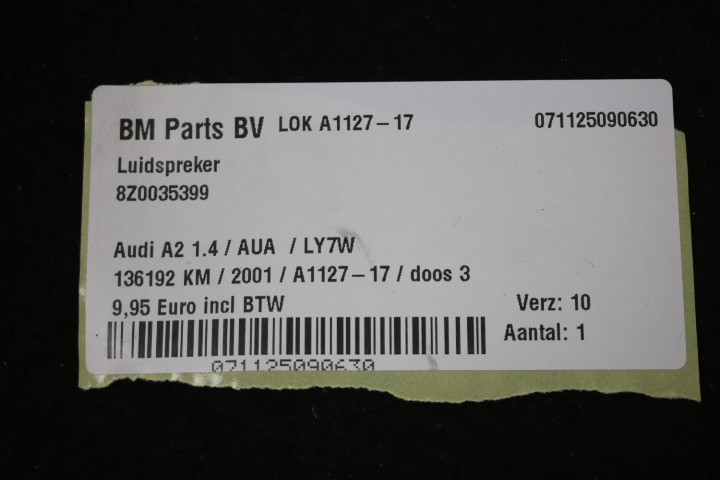 BM Parts BV LOK A1127-17 071125090630
Luidspreker
8Z0035399
Audi A2 1.4 / AUA / LY7W
136192 KM / 2001 / A1127-17 / doos 3
9,95 Euro incl BTW Verz: 10
Aantal: 1
071125090630